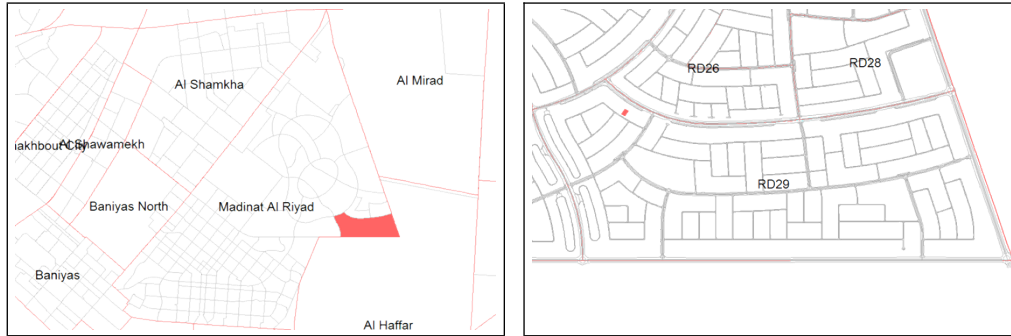 Al Shamkha
Al Mirad
Al Shawamekh
Baniyas North
Madinat Al Riyad
Baniyas
Al Haffar
RD26
RD28
RD29